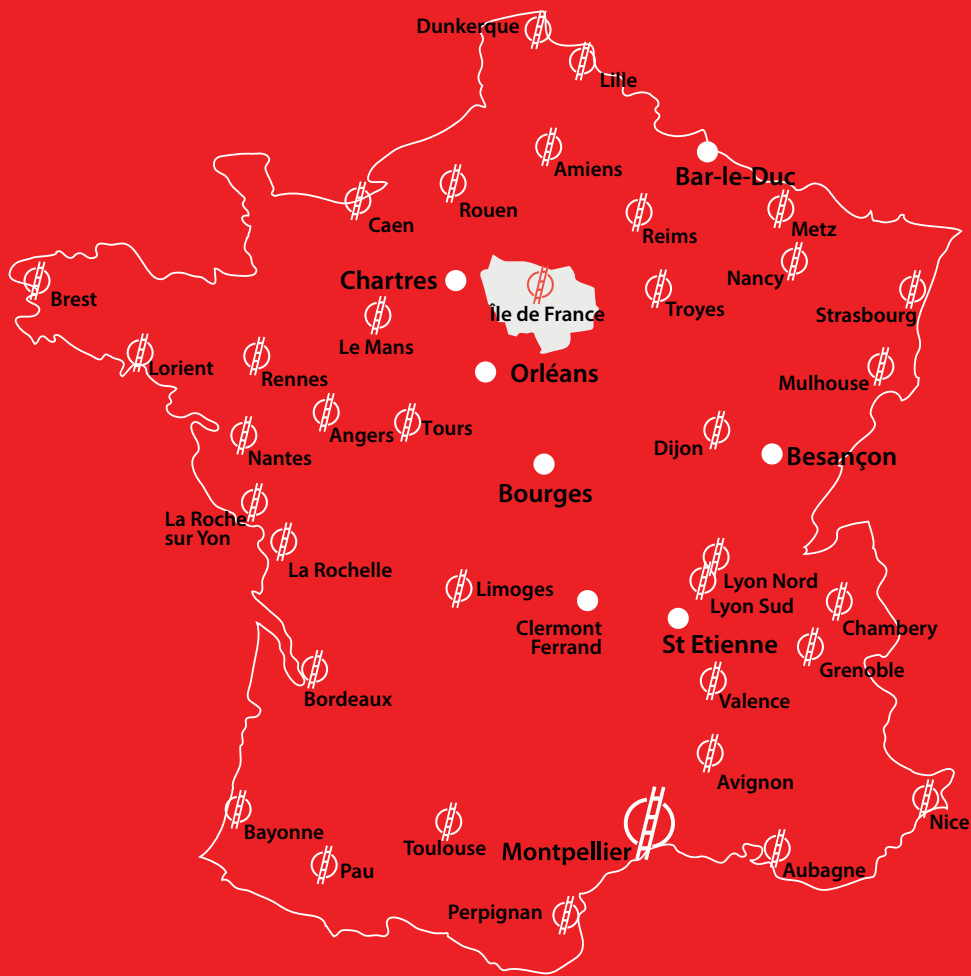 Dunkerque
Lille
Amiens
Bar-le-Duc
Caen
Rouen
Reims
Metz
Chartres
Nancy
Brest
Île de France
Troyes
Strasbourg
Le Mans
Lorient
Rennes
Orléans
Mulhouse
Angers
Tours
Nantes
Dijon
Besançon
Bourges
La Roche
sur Yon
La Rochelle
Limoges
Lyon Nord
Lyon Sud
Clermont
Ferrand
St Etienne
Chambery
Grenoble
Bordeaux
Valence
Avignon
Nice
Bayonne
Toulouse
Montpellier
Pau
Aubagne
Perpignan